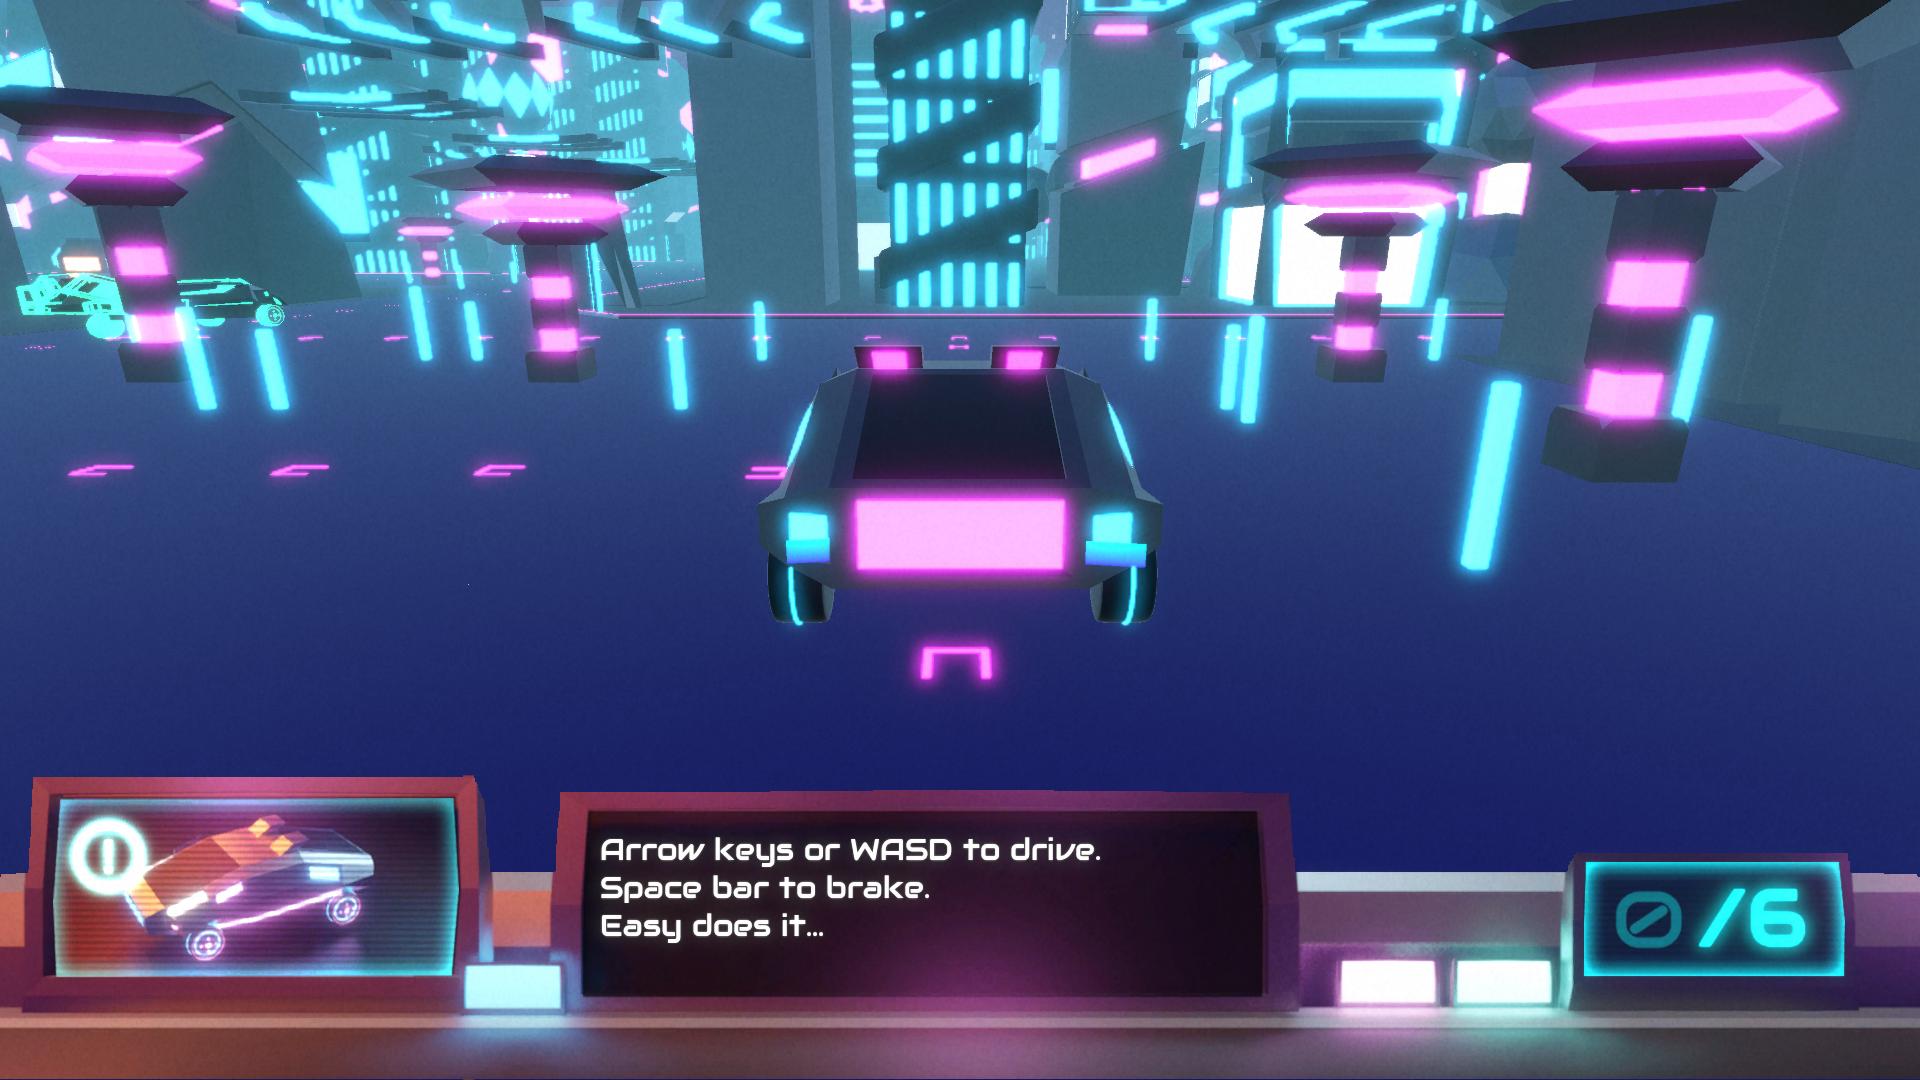 Arrow keys or WASD to drive.
Space bar to brake.
Easy does it...
0/6